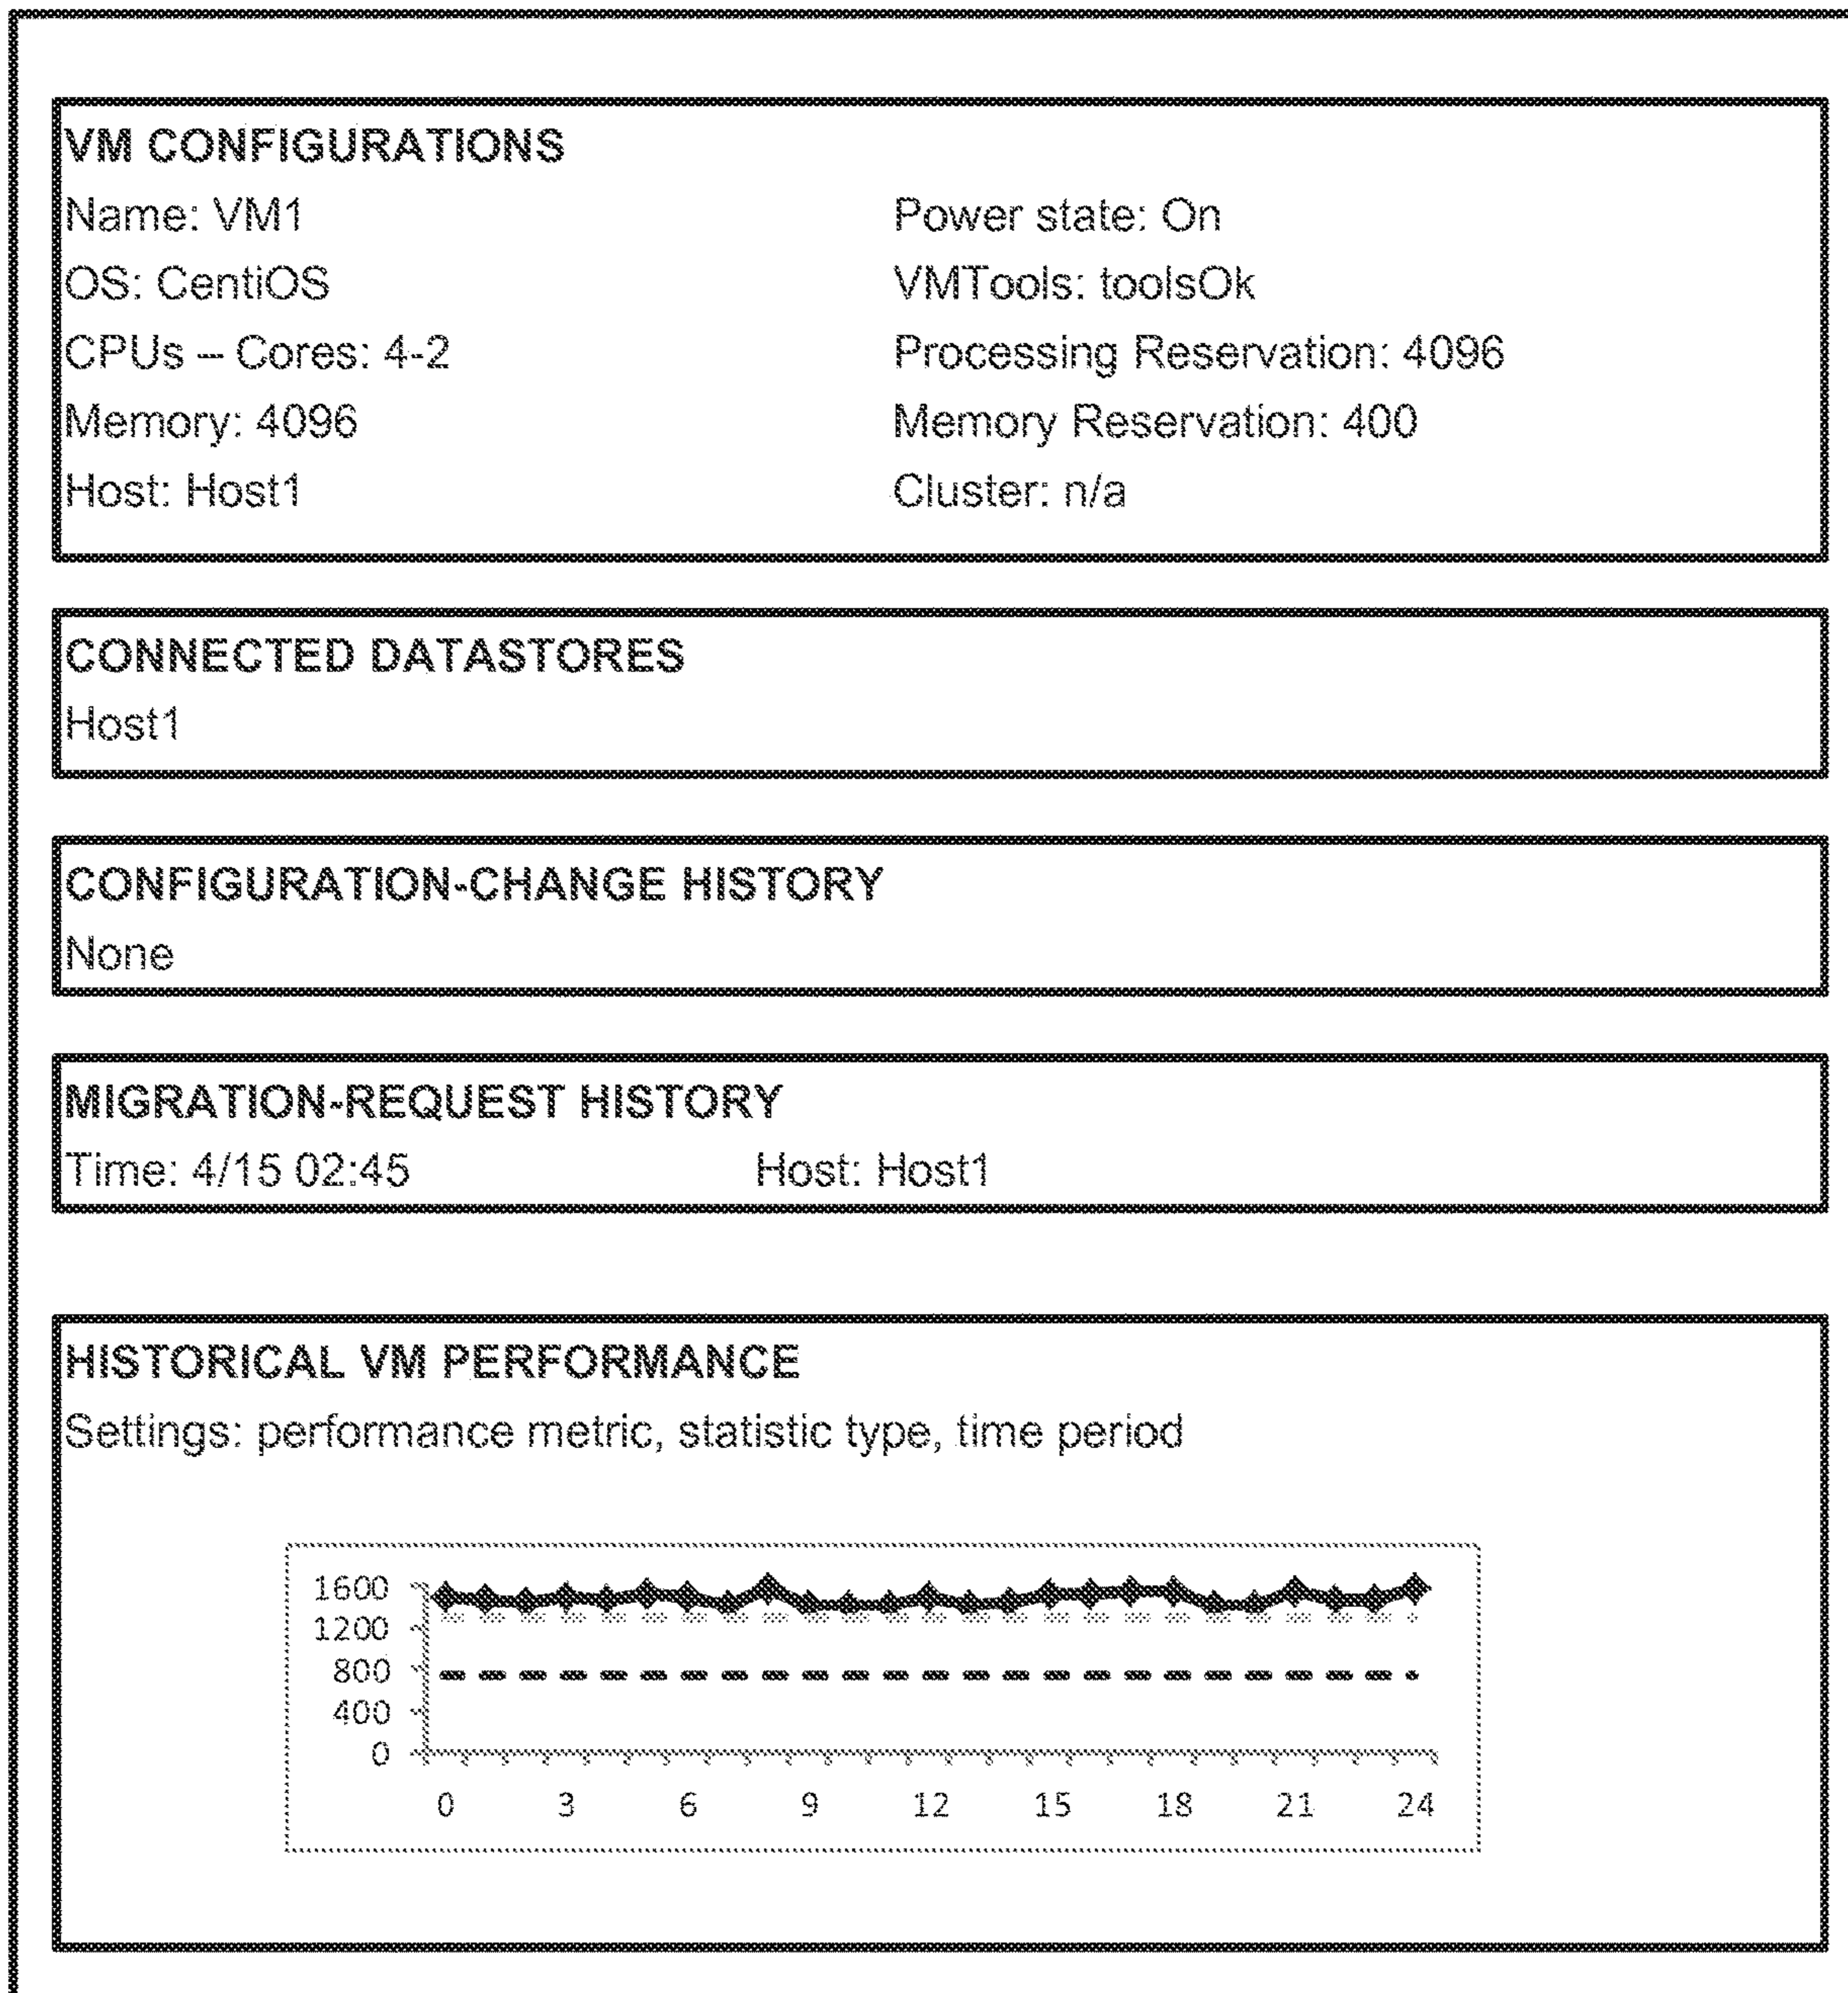 VM CONFIGURATIONS
Name: VM1 Power state: On
OS: CentiOS VMTools: toolsOk
CPUs – Cores: 4-2 Processing Reservation: 4096
Memory: 4096 Memory Reservation: 400
Host: Host1 Cluster: n/a
CONNECTED DATASTORES
Host1
CONFIGURATION-CHANGE HISTORY
None
MIGRATION-REQUEST HISTORY
Time: 4/15 02:45 Host: Host1
HISTORICAL VM PERFORMANCE
Settings: performance metric, statistic type, time period
1600
1200
800
400
0
0 3 6 9 12 15 18 21 24